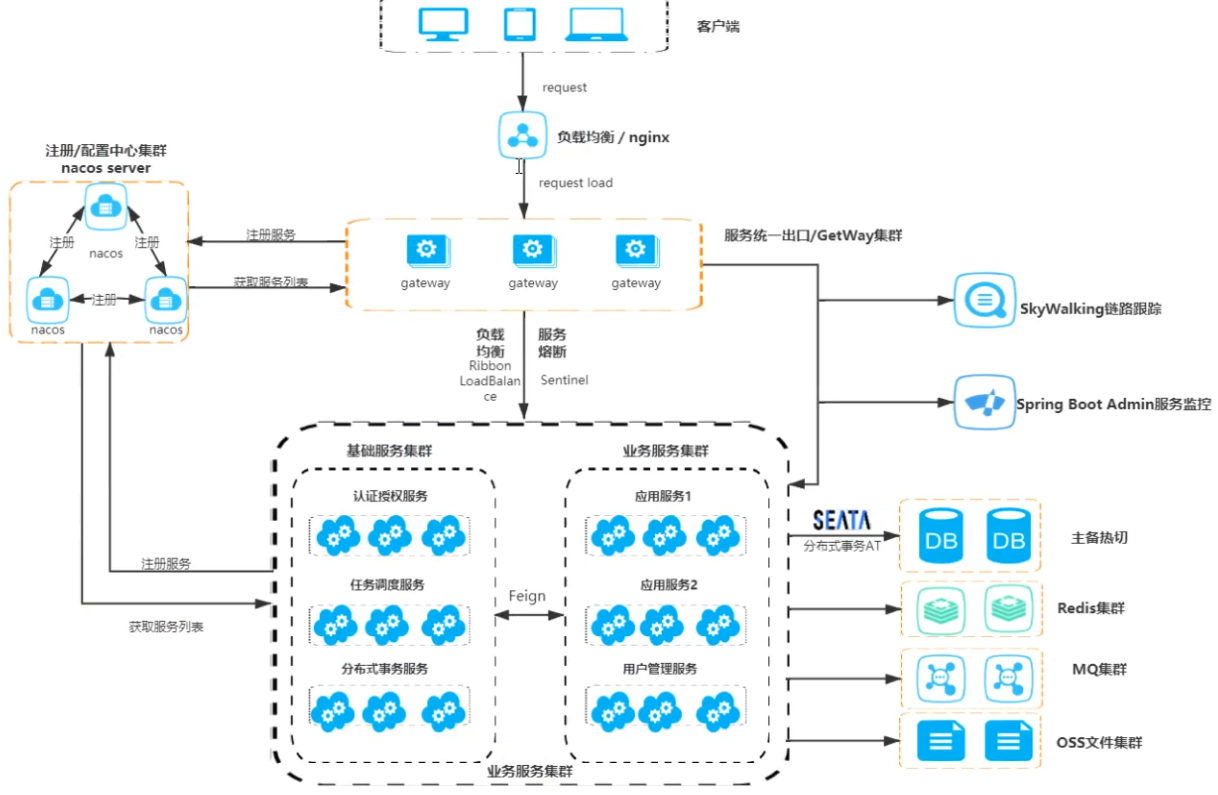 客户端
request
负载均衡 / nginx
request load
注册/配置中心集群
nacos server
注册
注册
nacos
注册
nacos
nacos
注册服务
获取服务列表
gateway
gateway
gateway
服务统一出口/GetWay集群
SkyWalking链路跟踪
Spring Boot Admin服务监控
负载
均衡
Ribbon
LoadBalan
ce
服务
熔断
Sentinel
基础服务集群
业务服务集群
认证授权服务
任务调度服务
分布式事务服务
Feign
应用服务1
应用服务2
用户管理服务
业务服务集群
注册服务
获取服务列表
SEATA
分布式事务AT
DB
DB
主备热切
Redis集群
MQ集群
OSS文件集群